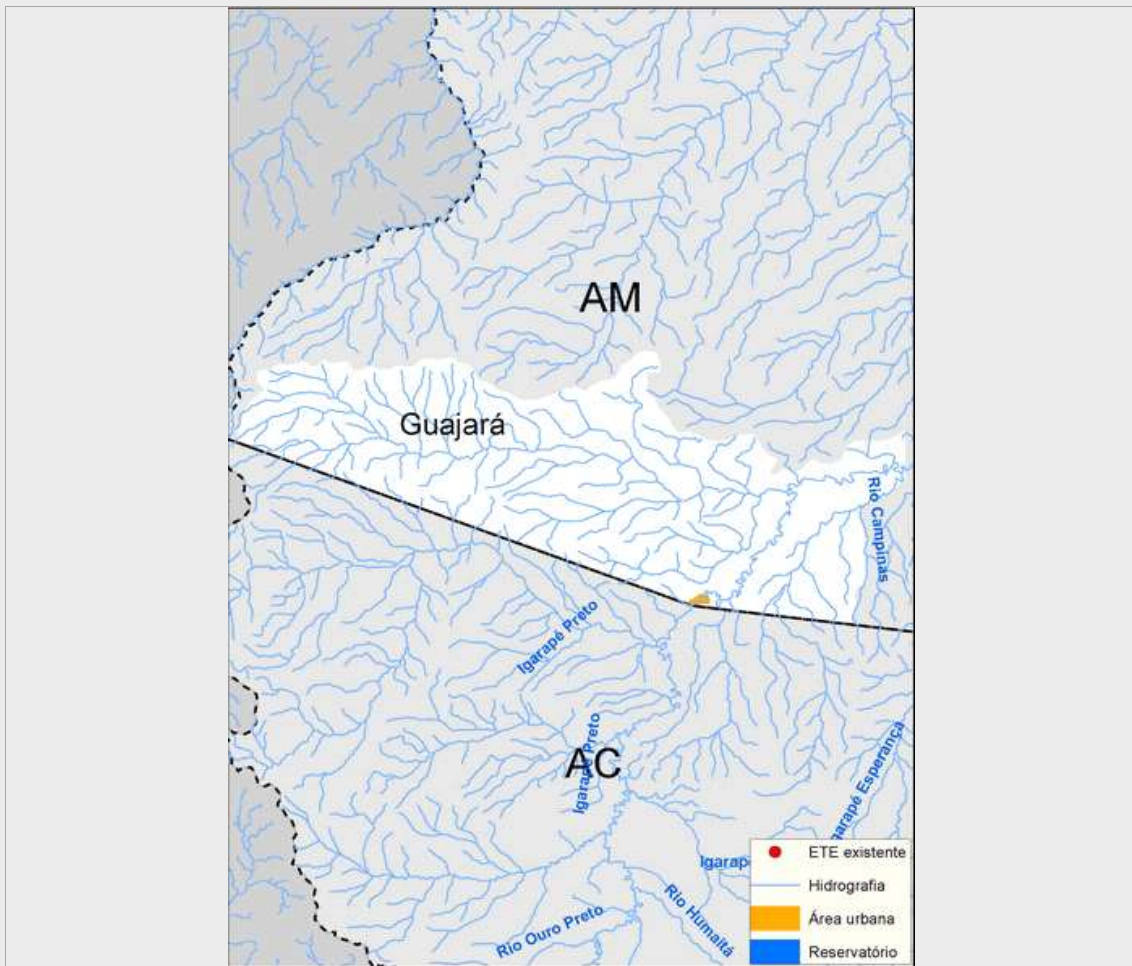 AM
Guajará
Rio Campinas
Igarapé Preto
Igarapé Preto
AC
Igarapé Esperança
Rio Ouro Preto
Rio Humaitá
ETE existente
Hidrografia
Área urbana
Reservatório